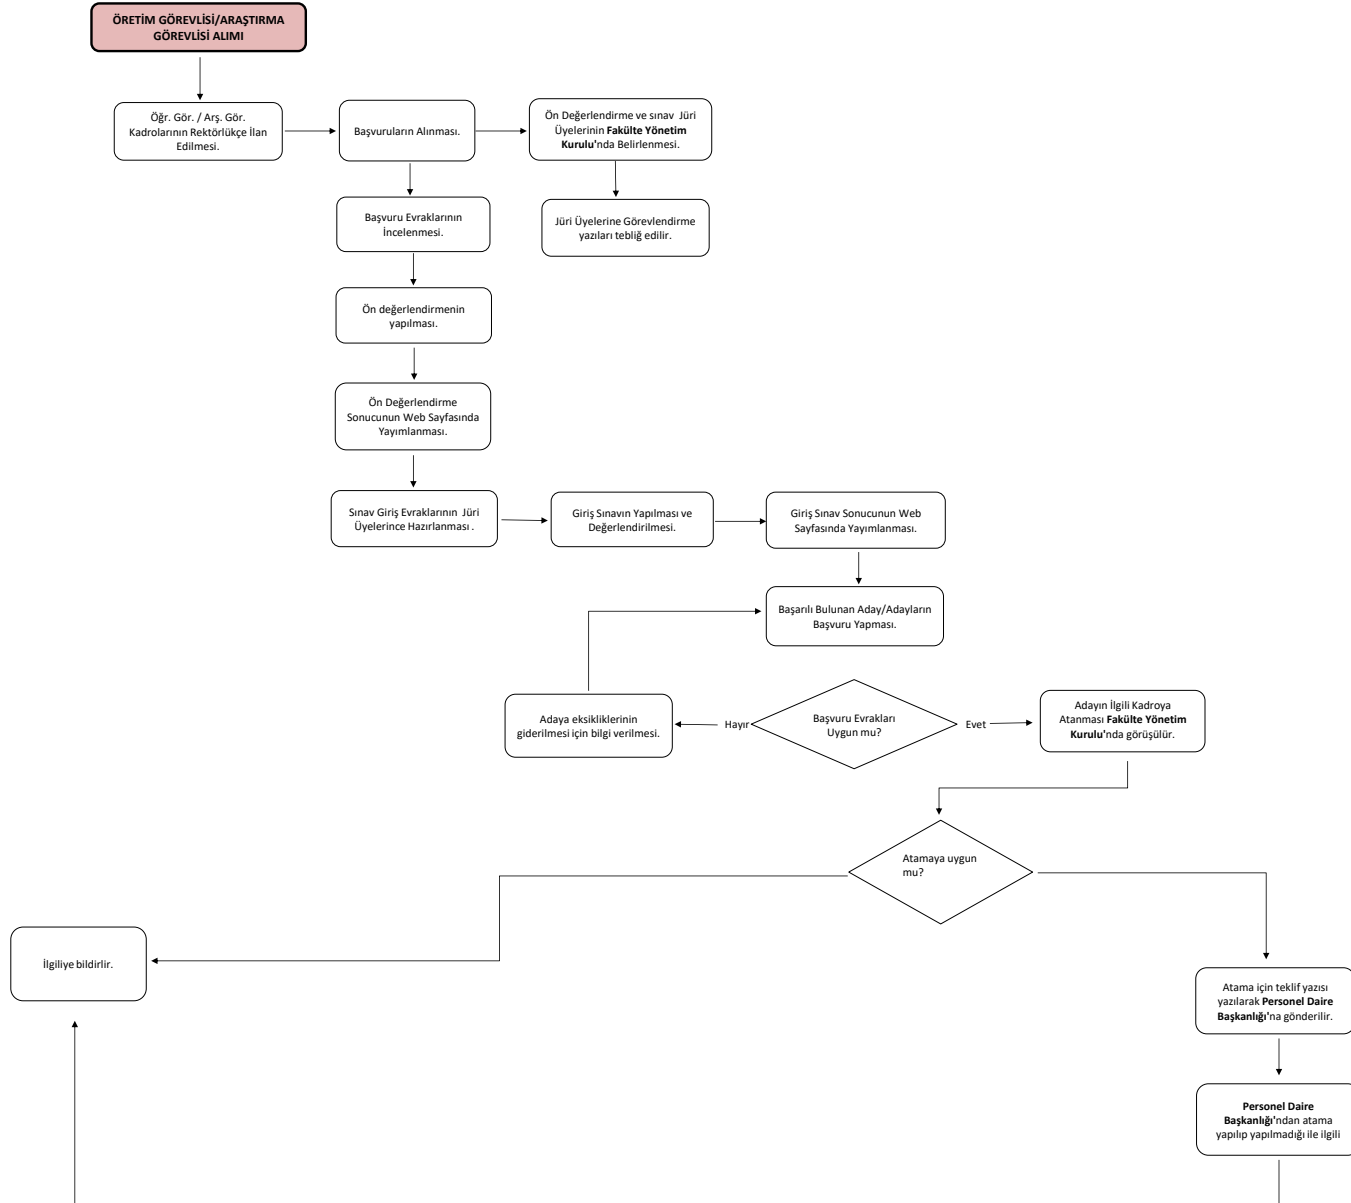 ÖRETİM GÖREVLİSİ/ARAŞTIRMA
GÖREVLİSİ ALIMI
Öğr. Gör. / Arş. Gör.
Kadrolarının Rektörlükçe İlan
Edilmesi.
Başvuruların Alınması.
Ön Değerlendirme ve sınav Jüri
Üyelerinin Fakülte Yönetim
Kurulu'nda Belirlenmesi.
Başvuru Evraklarının
İncelenmesi.
Jüri Üyelerine Görevlendirme
yazıları tebliğ edilir.
Ön değerlendirmenin
yapılması.
Ön Değerlendirme
Sonucunun Web Sayfasında
Yayımlanması.
Sınav Giriş Evraklarının Jüri
Üyelerince Hazırlanması .
Giriş Sınavın Yapılması ve
Değerlendirilmesi.
Giriş Sınav Sonucunun Web
Sayfasında Yayımlanması.
Başarılı Bulunan Aday/Adayların
Başvuru Yapması.
Adaya eksikliklerinin
giderilmesi için bilgi verilmesi.
Hayır
Başvuru Evrakları
Uygun mu?
Evet
Adayın İlgili Kadroya
Atanması Fakülte Yönetim
Kurulu'nda görüşülür.
Atamaya uygun
mu?
İlgiliye bildirlir.
Atama için teklif yazısı
yazılarak Personel Daire
Başkanlığı'na gönderilir.
Personel Daire
Başkanlığı'ndan atama
yapılıp yapılmadığı ile ilgili